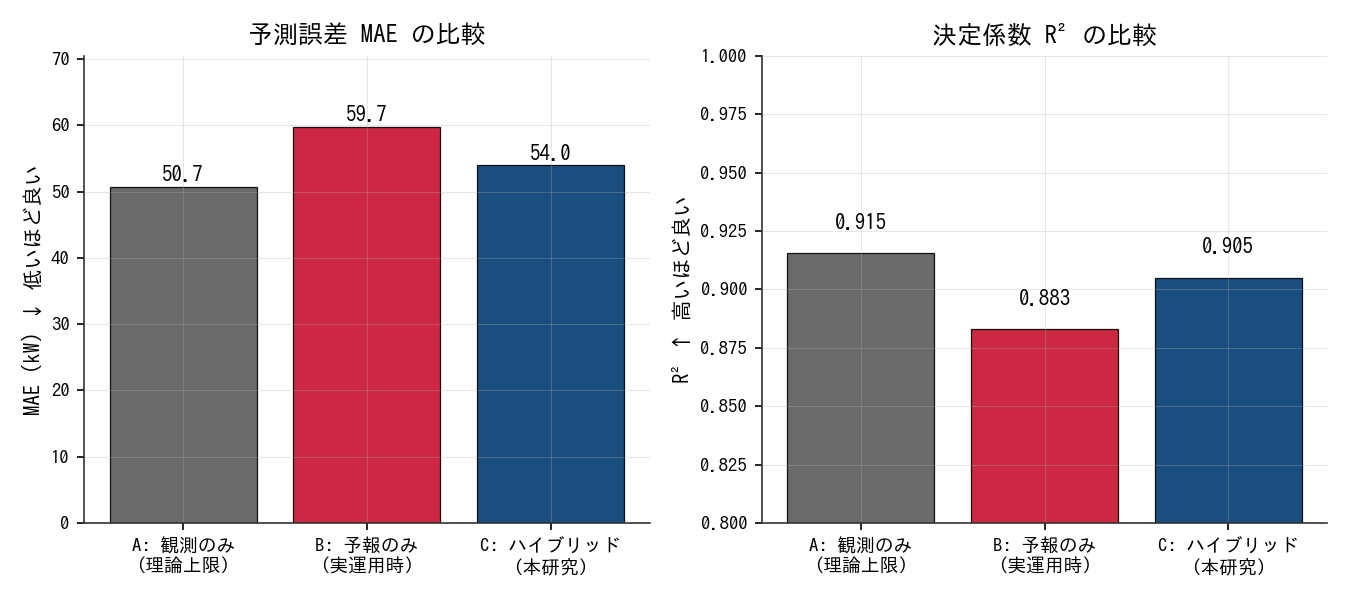 予測誤差 MAE の比較
MAE (kW) ↓ 低いほど良い
70
60
50
40
30
20
10
0
50.7
59.7
54.0
A: 観測のみ
(理論上限)
B: 予報のみ
(実運用時)
C: ハイブリッド
(本研究)
決定係数 R² の比較
R² ↑ 高いほど良い
1.000
0.975
0.950
0.925
0.900
0.875
0.850
0.825
0.800
0.915
0.883
0.905
A: 観測のみ
(理論上限)
B: 予報のみ
(実運用時)
C: ハイブリッド
(本研究)